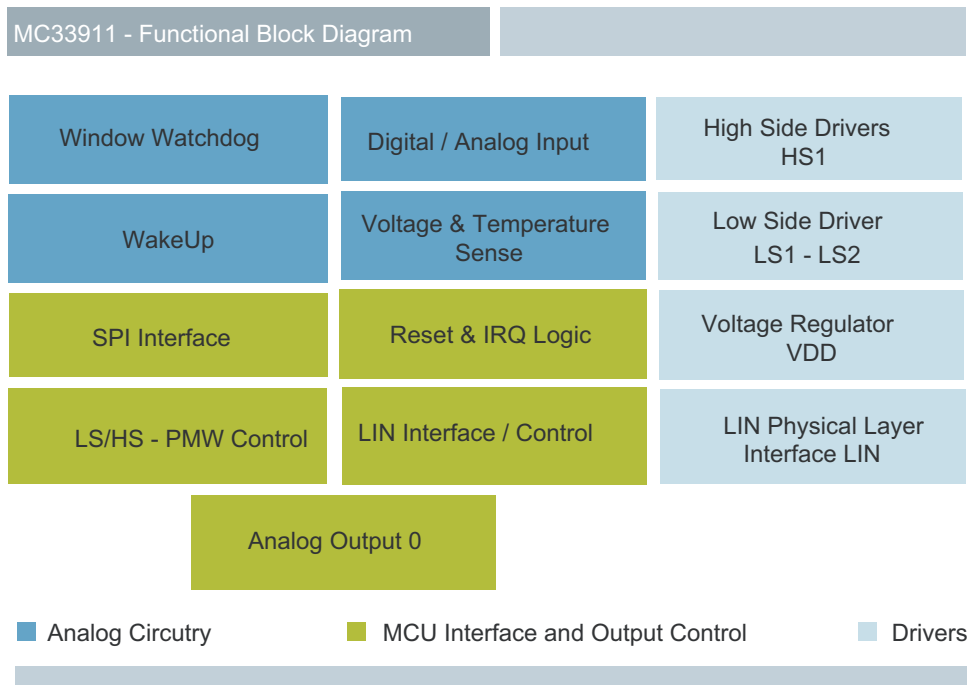 MC33911 - Functional Block Diagram
Window Watchdog
Digital / Analog Input
High Side Drivers
HS1
WakeUp
Voltage & Temperature
Sense
Low Side Driver
LS1 - LS2
SPI Interface
Reset & IRQ Logic
Voltage Regulator
VDD
LS/HS - PMW Control
LIN Interface / Control
LIN Physical Layer
Interface LIN
Analog Output 0
Analog Circutry
MCU Interface and Output Control
Drivers